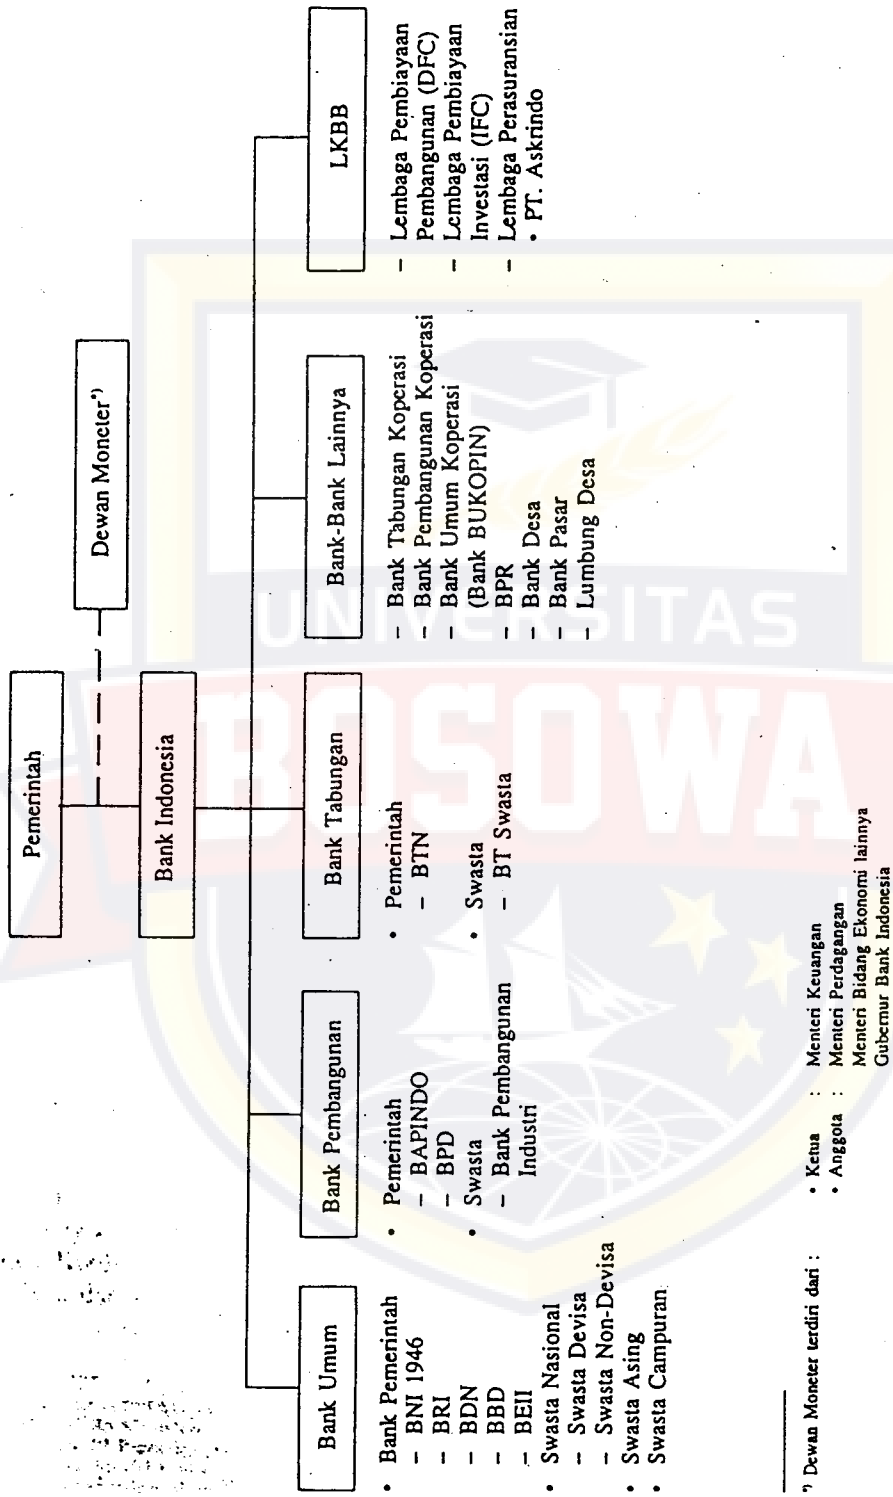 Pemerintah
Dewan Moneter*)
Bank Indonesia
Bank Umum
• Bank Pemerintah
– BNI 1946
– BRI
– BDN
– BBD
– BEII
• Swasta Nasional
– Swasta Devisa
– Swasta Non-Devisa
• Swasta Asing
• Swasta Campuran
Bank Pembangunan
• Pemerintah
– BAPINDO
– BPD
• Swasta
– Bank Pembangunan
Industri
Bank Tabungan
• Pemerintah
– BTN
• Swasta
– BT Swasta
Bank-Bank Lainnya
– Bank Tabungan Koperasi
– Bank Pembangunan Koperasi
– Bank Umum Koperasi
(Bank BUKOPIN)
– BPR
– Bank Desa
– Bank Pasar
– Lumbung Desa
LKBB
– Lembaga Pembiayaan
Pembangunan (DFC)
– Lembaga Pembiayaan
Investasi (IFC)
– Lembaga Perasuransian
• PT. Askrindo
*) Dewan Moneter terdiri dari : • Ketua : Menteri Keuangan
• Anggota : Menteri Perdagangan
Menteri Bidang Ekonomi lainnya
Gubernur Bank Indonesia
UNIVERSITAS
BOSOWA